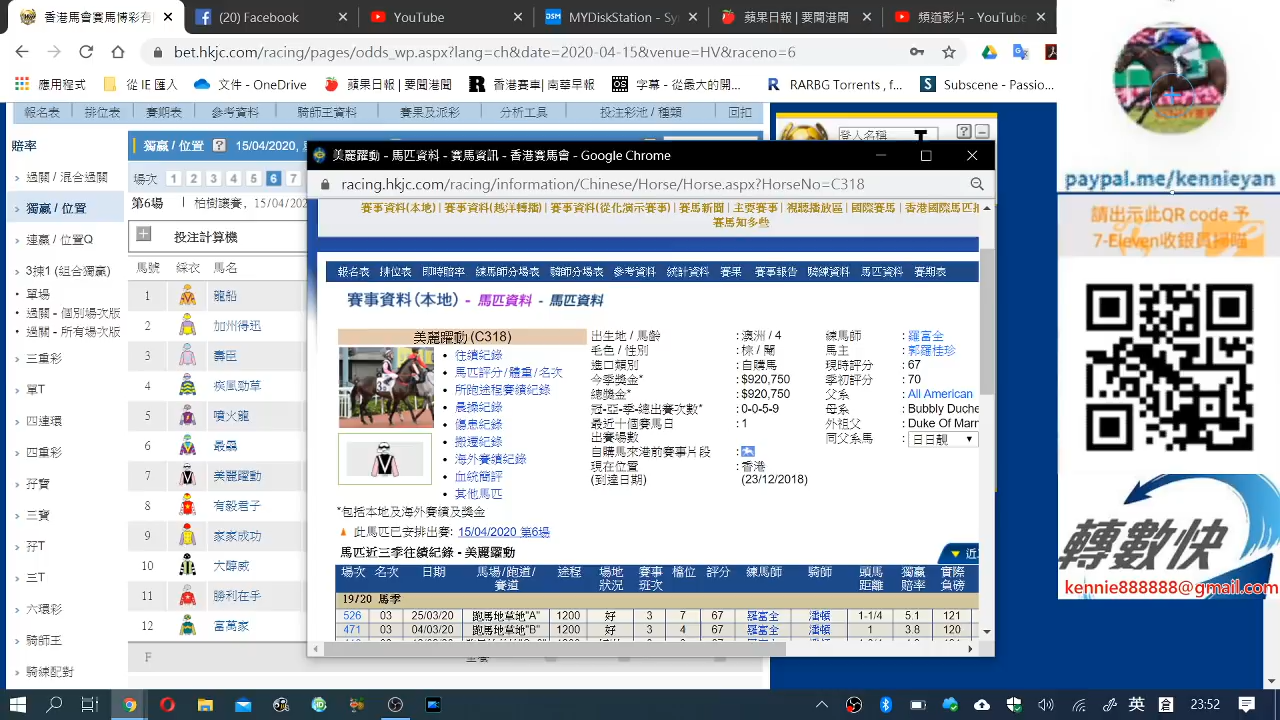 香港賽馬會 - 賽馬投注 - 獨贏
(20) Facebook
YouTube
MYDiskStation - Sy
蘋果日報 | 要聞港聞
頻道影片 - YouTube
bet.hkjc.com/racing/pages/odds_wp.aspx?lang=ch&date=2020-04-15&venue=HV&raceno=6
應用程式
從 IE 匯入
文件 - OneDrive
蘋果日報 | 要聞港聞
香港賽馬 | 南華早報
字幕 - 從最大的開...
RARBG Torrents , f...
Subscene - Passio...
報名表 排位表 賽期表 參考資料 騎師王資料 賽果及派彩 分析工具 投注彩池 / 種類 回扣
賠率
過關 / 混合過關
獨贏 / 位置
連贏 / 位置Q
3揀1 (組合獨贏)
單場
過關 - 個別場次版
過關 - 所有場次版
三重彩
單T
四連環
四重彩
孖寶
三寶
孖T
三T
六環彩
騎師王
騎練配對
獨贏 / 位置
15/04/2020,
場次 1 2 3 4 5 6 7
第6場 柏傑讓賽, 15/04/202
投注計算機
馬號 綵衣 馬名
1 龍船
2 加州得迅
3 壽臣
4 疾風勁草
5
6
7 美麗躍動
8 有毅君子
9 家家成功
10
11 勝利在手
12 富萬家
F
登入名稱
美麗躍動 - 馬匹資料 - 賽馬資訊 - 香港賽馬會 - Google Chrome
racing.hkjc.com/racing/information/Chinese/Horse/Horse.aspx?HorseNo=C318
賽事資料(本地) | 賽事資料(越洋轉播) | 賽事資料(從化演示賽事) | 賽馬新聞 | 主要賽事 | 視聽播放區 | 國際賽馬 | 香港國際馬匹拍
賽馬知多些
報名表 排位表 即時賠率 練馬師分場表 騎師分場表 參考資料 統計資料 賽果 賽事報告 騎練資料 馬匹資料 賽期表
賽事資料(本地) - 馬匹資料 - 馬匹資料
美麗躍動 (C318)
往績紀錄
馬匹評分/體重/名次
所跑途程賽績紀錄
晨操紀錄
傷患紀錄
搬遷紀錄
海外賽績紀錄
血統簡評
其他馬匹
出生地 / 馬齡 : 澳洲 / 4
毛色 / 性別 : 棕 / 閹
進口類別 : 自購馬
今季獎金* : $920,750
總獎金* : $920,750
冠-亞-季-總出賽次數* : 0-0-5-9
最近十個賽馬日
出賽場數 : 1
自購馬來港前賽事片段 :
現在位置
(到達日期) : 香港
(23/12/2018)
練馬師 : 羅富全
馬主 : 郭羅桂珍
現時評分 : 67
季初評分 : 70
父系 : All American
母系 : Bubbly Duche
外祖父 : Duke Of Marm
同父系馬 : 日日靚
*包括本地及海外賽事及獎金
此馬匹已安排出賽: 15/04/2020 第6場
馬匹近三季往績紀錄 - 美麗躍動
近
場次 名次 日期 馬場/跑道/賽道 途程 場地狀況 賽事班次 檔位 評分 練馬師 騎師 頭馬距離 獨贏賠率 實際負磅
19/20 馬季
526 03 25/03/20 跑馬地草地"A" 1200 好 3 7 67 羅富全 潘頓 1-1/4 5.1 121
471 03 04/03/20 跑馬地草地"B" 1200 好 3 4 67 羅富全 潘頓 1 3.8 120
paypal.me/kennieyan
請出示此QR code 予
7-Eleven收銀員掃瞄
轉數快
kennie888888@gmail.com
英
倉
23:52